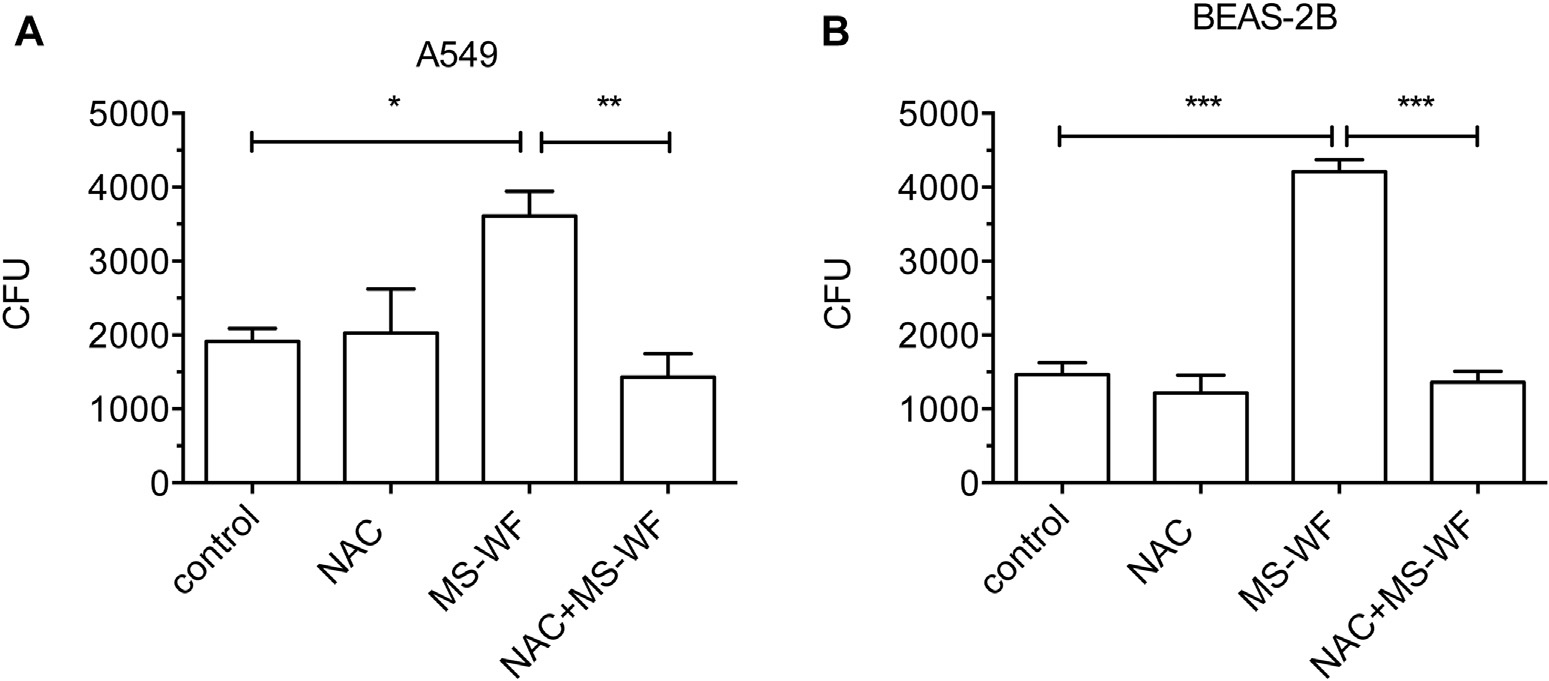 A
A549
*
**
5000
4000
3000
2000
1000
0
CFU
control
NAC
MS-WF
NAC+MS-WF
B
BEAS-2B
***
***
5000
4000
3000
2000
1000
0
CFU
control
NAC
MS-WF
NAC+MS-WF